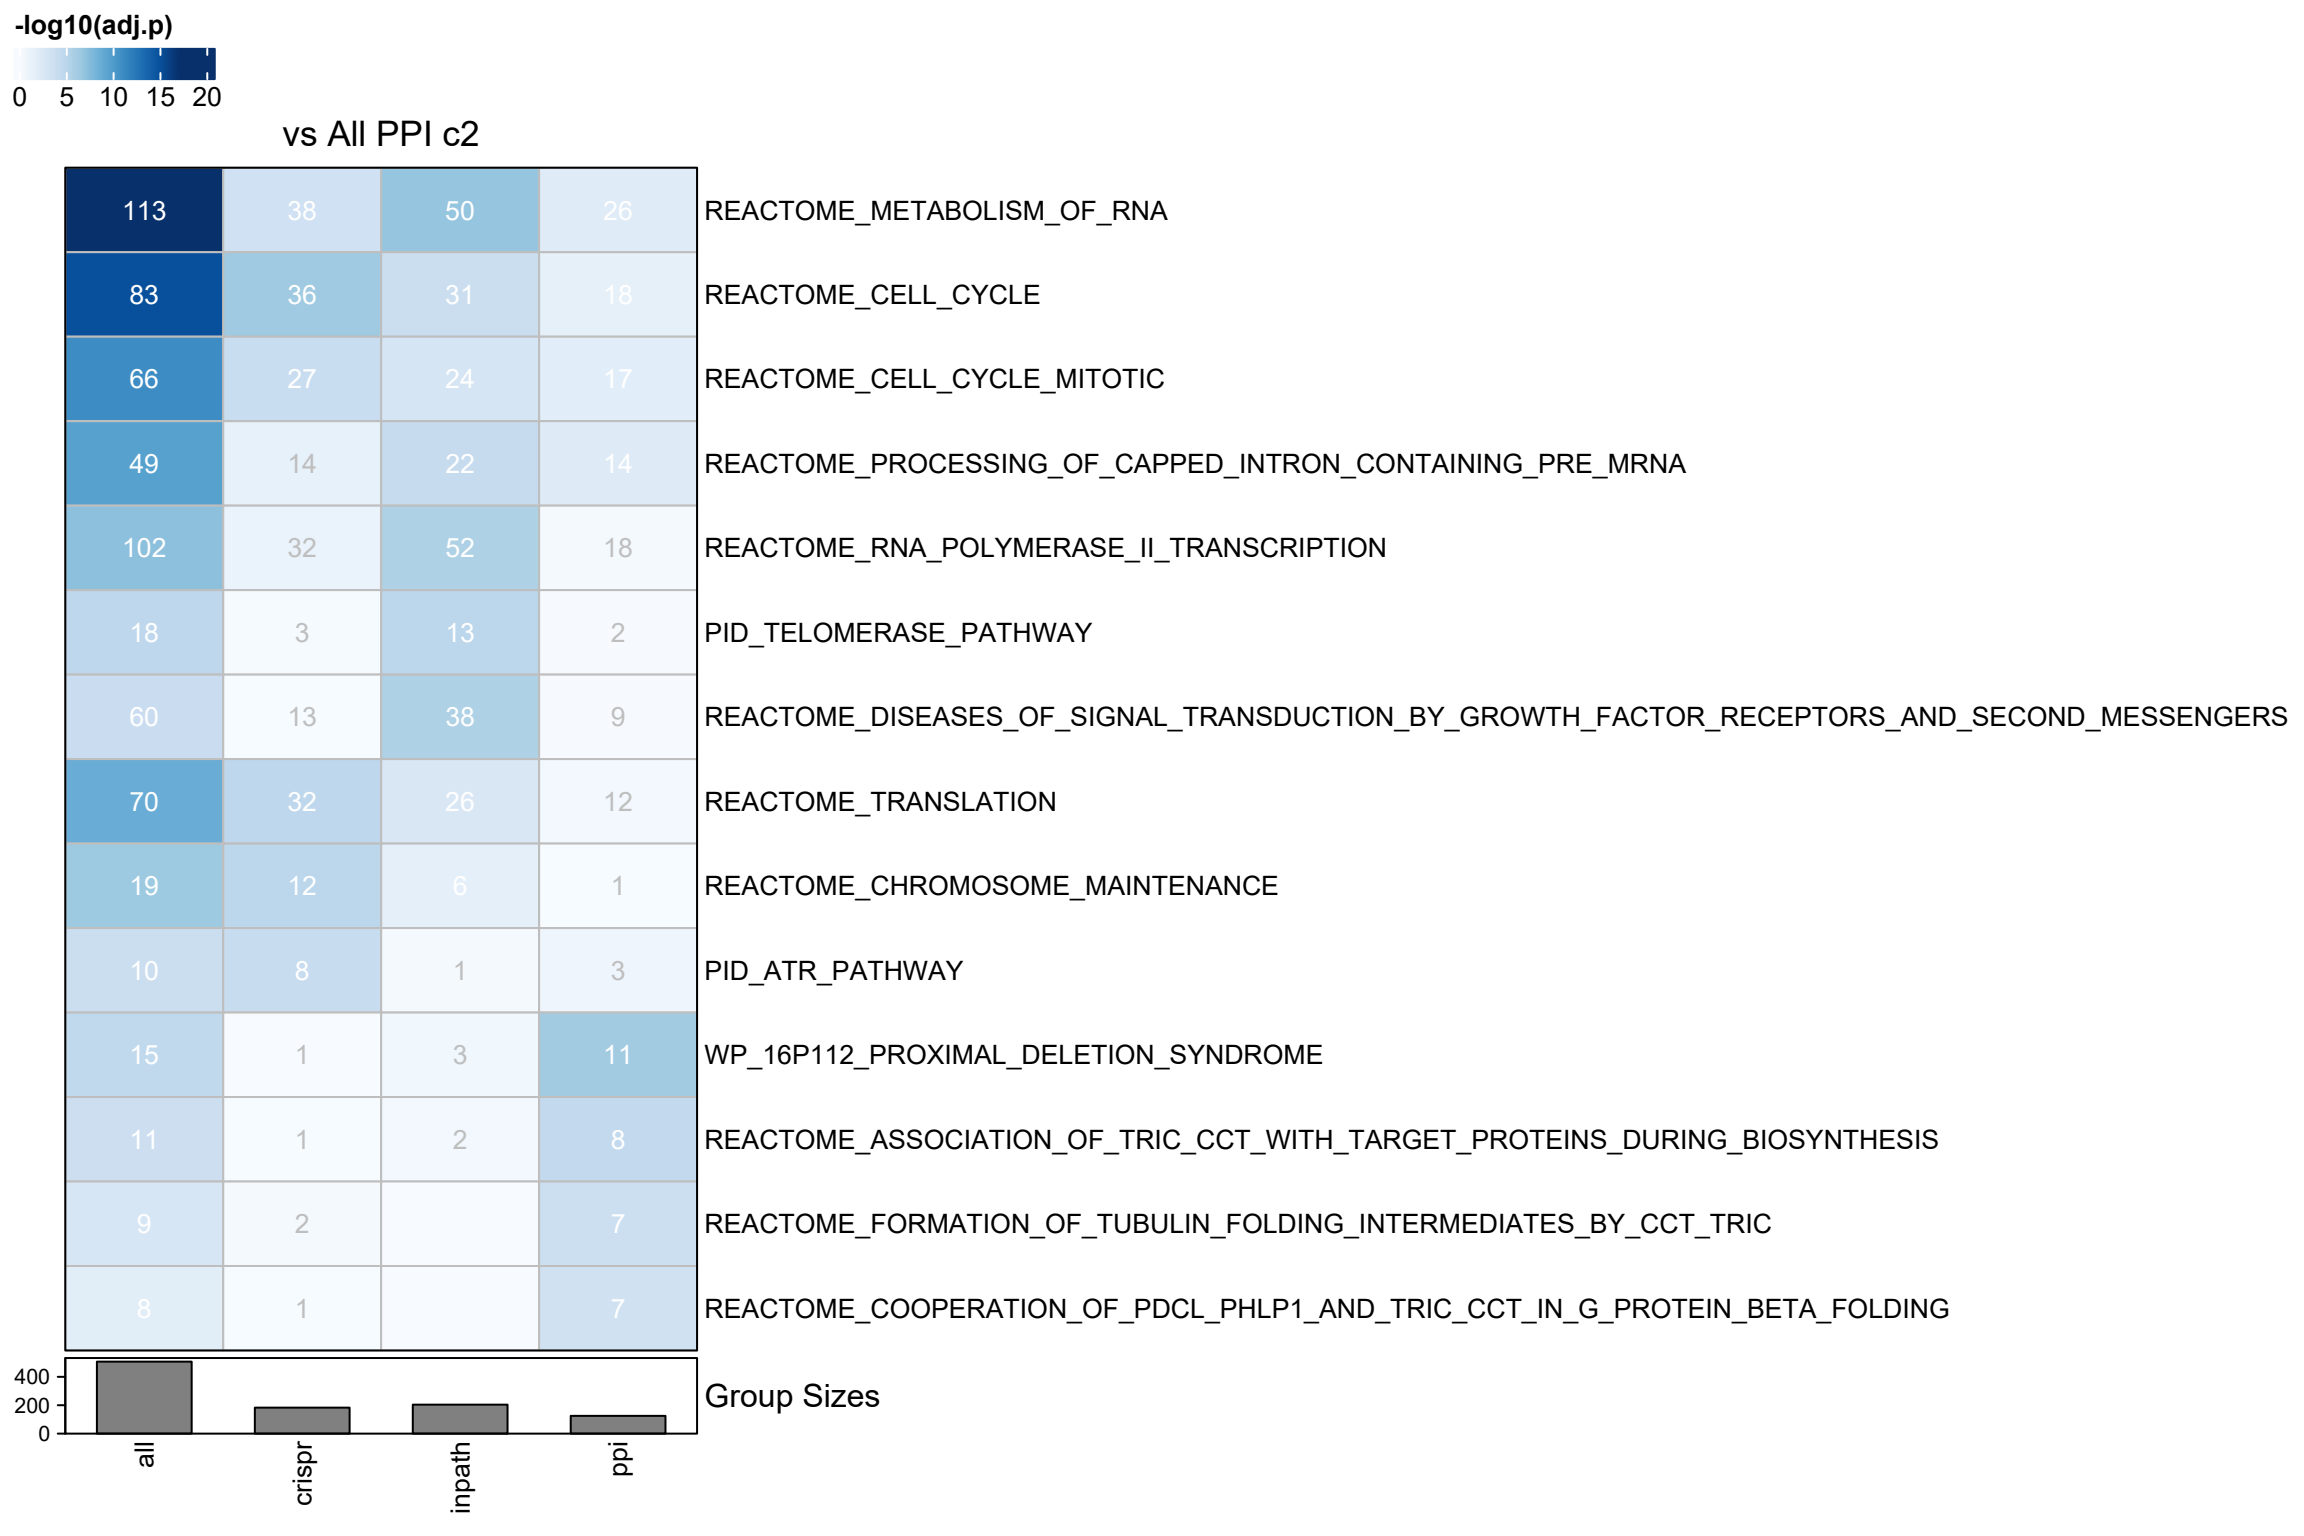 -log10(adj.p)
0 5 10 15 20
vs All PPI c2
113 38 50 26 REACTOME_METABOLISM_OF_RNA
83 36 31 18 REACTOME_CELL_CYCLE
66 27 24 17 REACTOME_CELL_CYCLE_MITOTIC
49 14 22 14 REACTOME_PROCESSING_OF_CAPPED_INTRON_CONTAINING_PRE_MRNA
102 32 52 18 REACTOME_RNA_POLYMERASE_II_TRANSCRIPTION
18 3 13 2 PID_TELOMERASE_PATHWAY
60 13 38 9 REACTOME_DISEASES_OF_SIGNAL_TRANSDUCTION_BY_GROWTH_FACTOR_RECEPTORS_AND_SECOND_MESSENGERS
70 32 26 12 REACTOME_TRANSLATION
19 12 6 1 REACTOME_CHROMOSOME_MAINTENANCE
10 8 1 3 PID_ATR_PATHWAY
15 1 3 11 WP_16P112_PROXIMAL_DELETION_SYNDROME
11 1 2 8 REACTOME_ASSOCIATION_OF_TRIC_CCT_WITH_TARGET_PROTEINS_DURING_BIOSYNTHESIS
9 2 7 REACTOME_FORMATION_OF_TUBULIN_FOLDING_INTERMEDIATES_BY_CCT_TRIC
8 1 7 REACTOME_COOPERATION_OF_PDCL_PHLP1_AND_TRIC_CCT_IN_G_PROTEIN_BETA_FOLDING
400
200
0
Group Sizes
all crispr inpath ppi